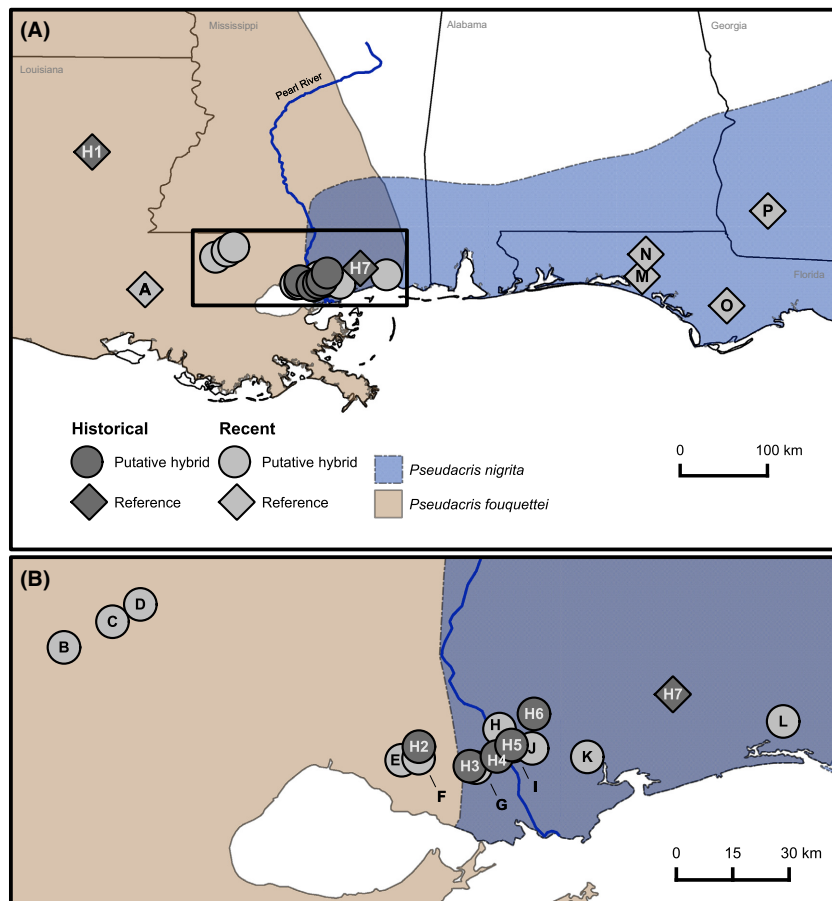 (A)
Mississippi
Alabama
Georgia
Louisiana
Pearl River
H1
P
N
H7
M
A
Florida
O
Historical
Recent
0 100 km
Putative hybrid
Putative hybrid
Pseudacris nigrita
Reference
Reference
Pseudacris fouquettei
(B)
D
C
B
H7
H6
L
H
H2
H5
J
E
H4
K
H3
F
G
I
0 15 30 km